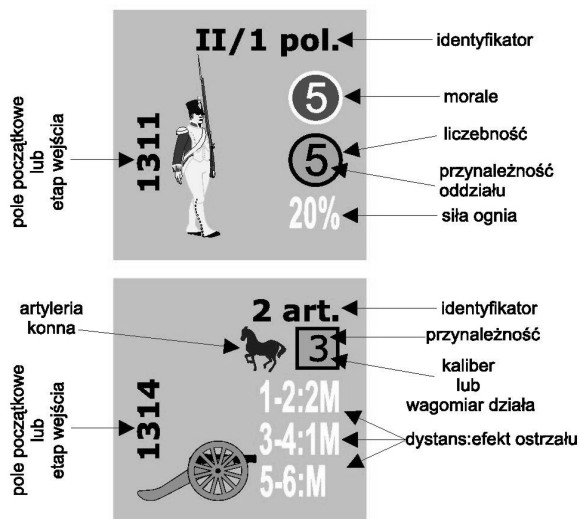 II/1 pol.
identyfikator
5
morale
liczebność
5
przynależność
oddziału
20%
siła ognia
1311
pole początkowe
lub
etap wejścia
artyleria
konna
2 art.
identyfikator
3
przynależność
kaliber
lub
wagomiar działa
1-2:2M
3-4:1M
5-6:M
dystans:efekt ostrzału
1314
pole początkowe
lub
etap wejścia